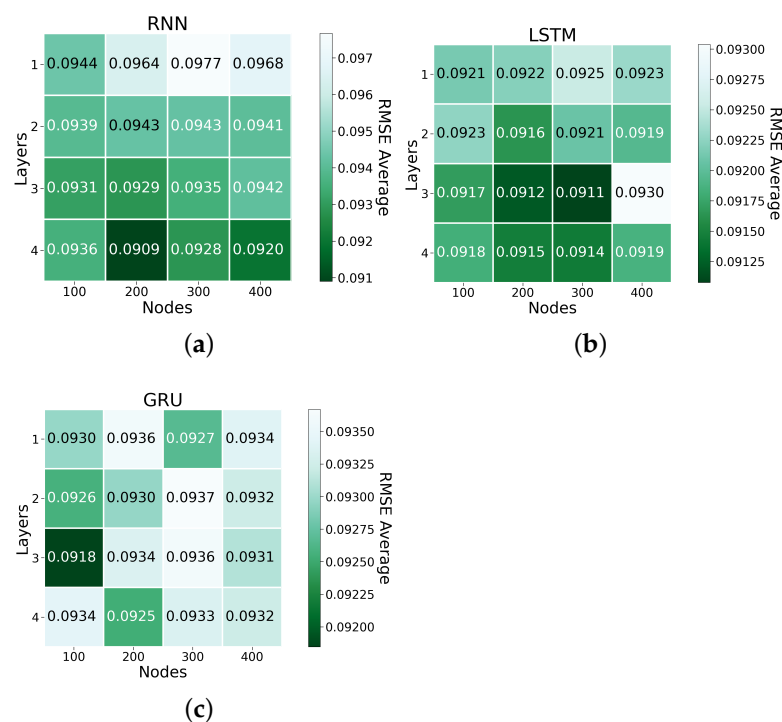 RNN
1 0.0944 0.0964 0.0977 0.0968
2 0.0939 0.0943 0.0943 0.0941
3 0.0931 0.0929 0.0935 0.0942
4 0.0936 0.0909 0.0928 0.0920
100 200 300 400
Nodes
Layers
0.097
0.096
0.095
0.094
0.093
0.092
0.091
RMSE Average
(a)
LSTM
1 0.0921 0.0922 0.0925 0.0923
2 0.0923 0.0916 0.0921 0.0919
3 0.0917 0.0912 0.0911 0.0930
4 0.0918 0.0915 0.0914 0.0919
100 200 300 400
Nodes
Layers
0.09300
0.09275
0.09250
0.09225
0.09200
0.09175
0.09150
0.09125
RMSE Average
(b)
GRU
1 0.0930 0.0936 0.0927 0.0934
2 0.0926 0.0930 0.0937 0.0932
3 0.0918 0.0934 0.0936 0.0931
4 0.0934 0.0925 0.0933 0.0932
100 200 300 400
Nodes
Layers
0.09350
0.09325
0.09300
0.09275
0.09250
0.09225
0.09200
RMSE Average
(c)